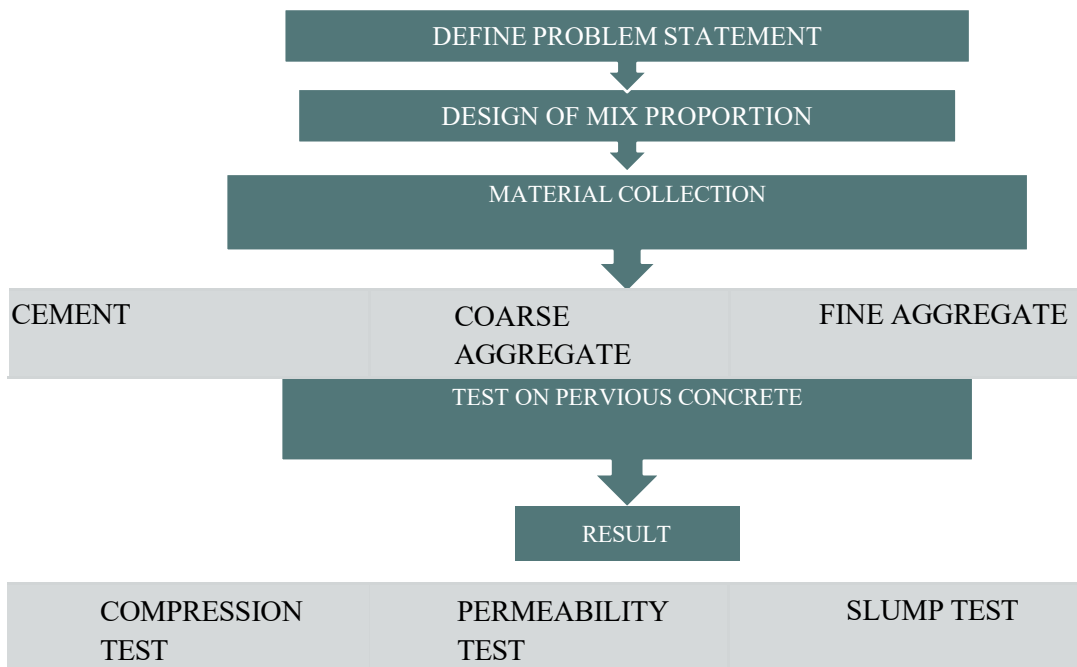 DEFINE PROBLEM STATEMENT
DESIGN OF MIX PROPORTION
MATERIAL COLLECTION
CEMENT
COARSE
AGGREGATE
FINE AGGREGATE
TEST ON PERVIOUS CONCRETE
RESULT
COMPRESSION
TEST
PERMEABILITY
TEST
SLUMP TEST